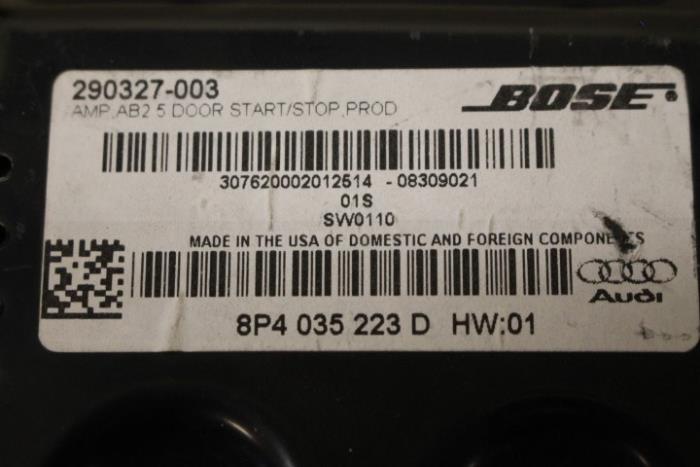 290327-003
BOSE®
AMP,AB2 5 DOOR START/STOP,PROD
307620002012514 - 08309021
01S
SW0110
MADE IN THE USA OF DOMESTIC AND FOREIGN COMPONENTS
Audi
8P4 035 223 D HW:01